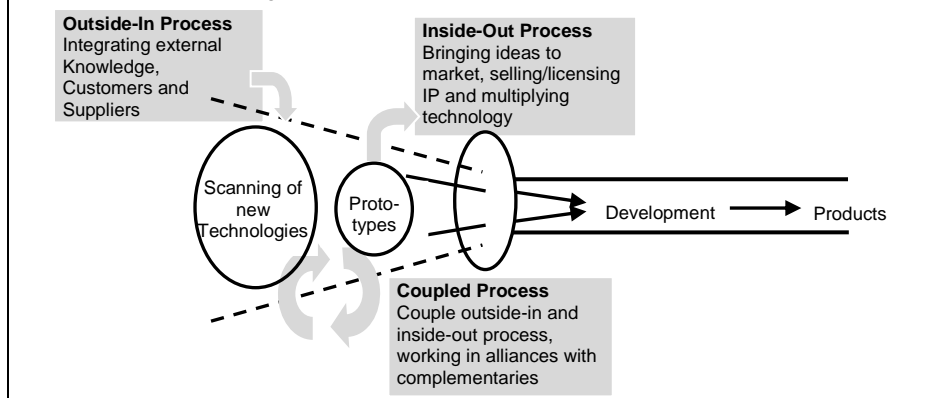 Outside-In Process
Integrating external
Knowledge,
Customers and
Suppliers
Inside-Out Process
Bringing ideas to
market, selling/licensing
IP and multiplying
technology
Scanning of
new
Technologies
Proto-
types
Development
Products
Coupled Process
Couple outside-in and
inside-out process,
working in alliances with
complementaries